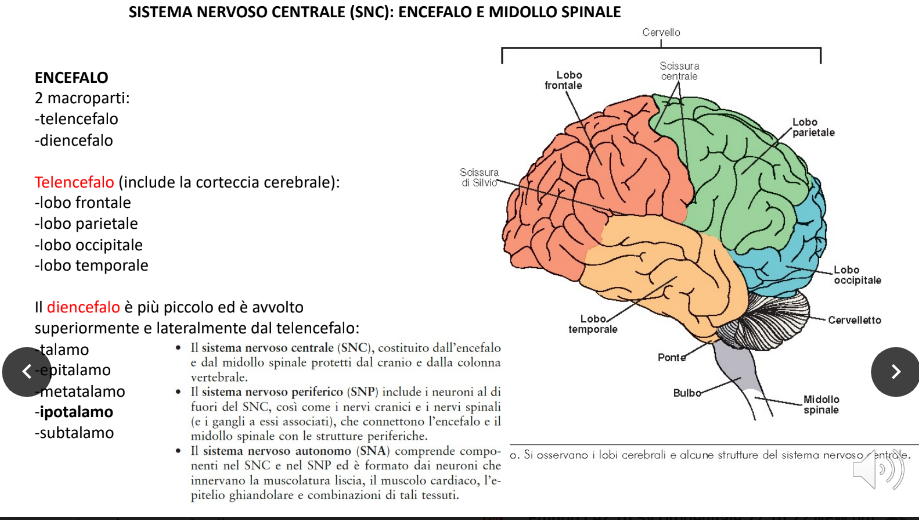 SISTEMA NERVOSO CENTRALE (SNC): ENCEFALO E MIDOLLO SPINALE
ENCEFALO
2 macroparti:
-telencefalo
-diencefalo
Telencefalo (include la corteccia cerebrale):
-lobo frontale
-lobo parietale
-lobo occipitale
-lobo temporale
Il diencefalo è più piccolo ed è avvolto
superiormente e lateralmente dal telencefalo:
-talamo
-epitalamo
-metatalamo
-ipotalamo
-subtalamo
• Il sistema nervoso centrale (SNC), costituito dall'encefalo
e dal midollo spinale protetti dal cranio e dalla colonna
vertebrale.
• Il sistema nervoso periferico (SNP) include i neuroni al di
fuori del SNC, così come i nervi cranici e i nervi spinali
(e i gangli a essi associati), che connettono l'encefalo e il
midollo spinale con le strutture periferiche.
• Il sistema nervoso autonomo (SNA) comprende compo-
nenti nel SNC e nel SNP ed è formato dai neuroni che
innervano la muscolatura liscia, il muscolo cardiaco, l'e-
pitelio ghiandolare e combinazioni di tali tessuti.
Cervello
Scissura
centrale
Lobo
frontale
Lobo
parietale
Scissura
di Silvio
Lobo
occipitale
Lobo
temporale
Cervelletto
Ponte
Bulbo
Midollo
spinale
o. Si osservano i lobi cerebrali e alcune strutture del sistema nervoso centrale.